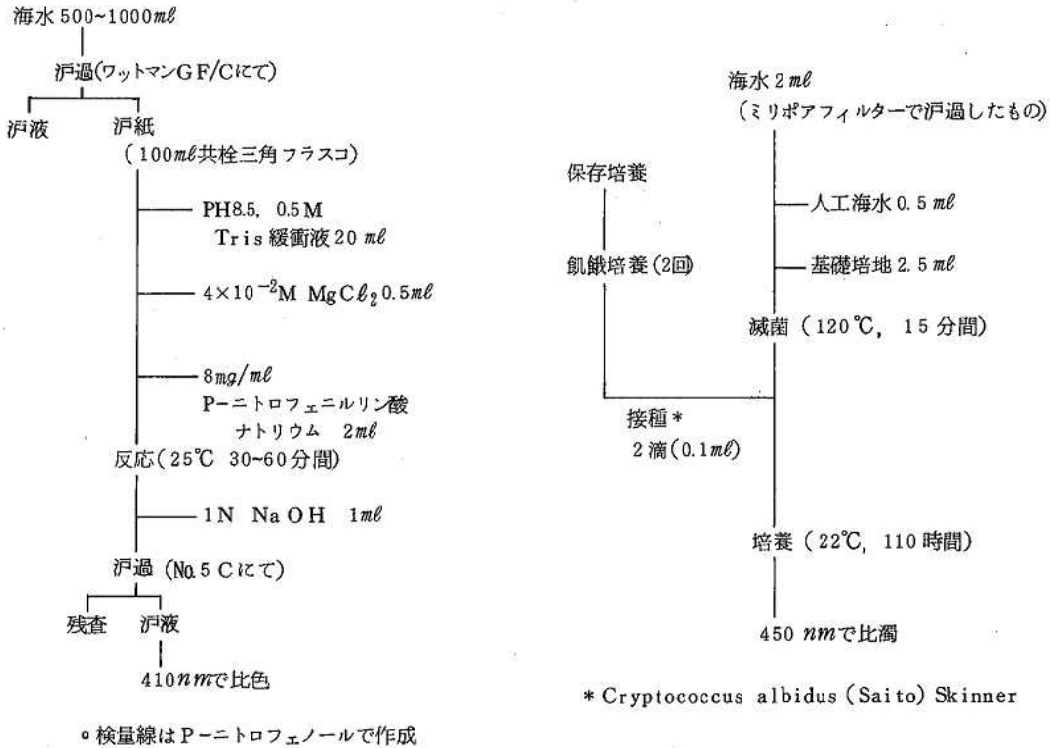 海水 500~1000mℓ
沪過(ワットマンGF/Cにて)
沪液
沪紙
(100mℓ共栓三角フラスコ)
PH8.5, 0.5M
Tris 緩衝液 20 mℓ
4×10⁻²M MgCℓ₂ 0.5mℓ
8mg/mℓ
P-ニトロフェニルリン酸
ナトリウム 2mℓ
反応(25℃ 30~60分間)
1N NaOH 1mℓ
沪過 (No.5Cにて)
残査
沪液
410nmで比色
° 検量線はP-ニトロフェノールで作成
海水 2mℓ
(ミリポアフィルターで沪過したもの)
保存培養
人工海水 0.5 mℓ
飢餓培養(2回)
基礎培地 2.5mℓ
滅菌 (120℃, 15分間)
接種*
2滴(0.1mℓ)
培養 (22℃, 110時間)
450 nmで比濁
* Cryptococcus albidus (Saito) Skinner